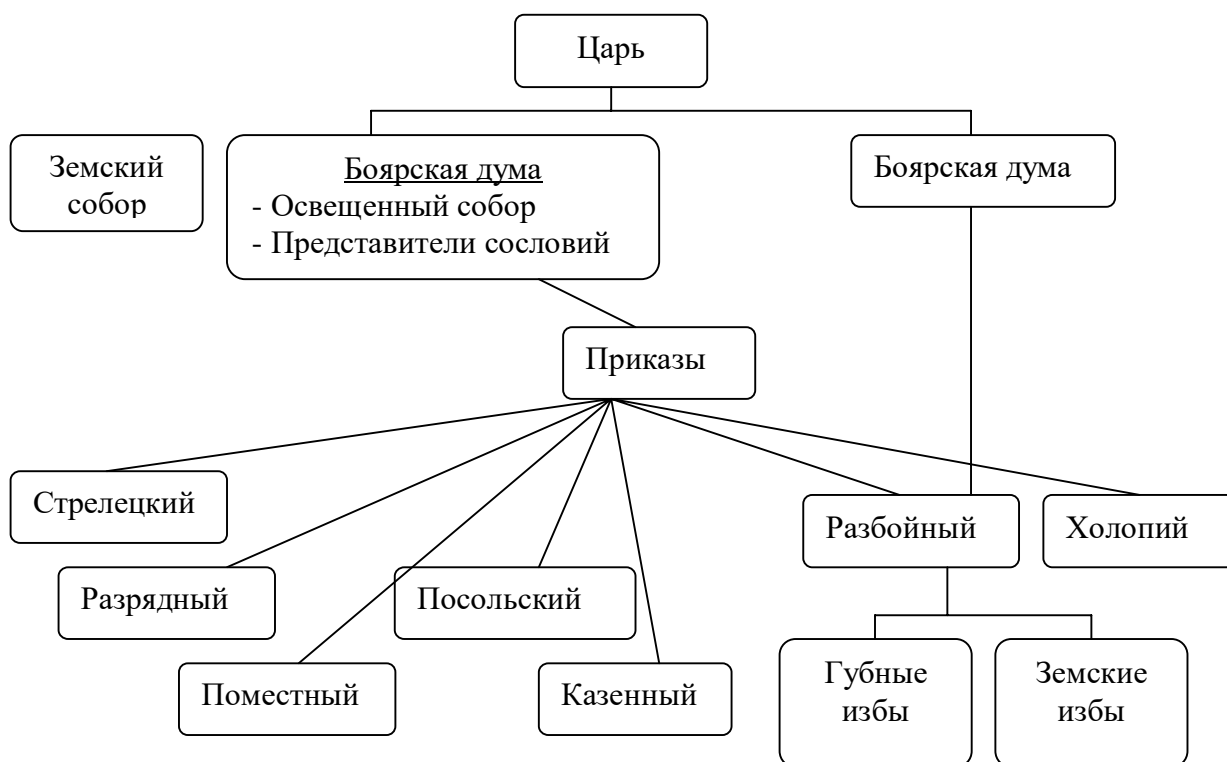 Царь
Земский
собор
Боярская дума
- Освещенный собор
- Представители сословий
Боярская дума
Приказы
Стрелецкий
Разбойный
Холопий
Разрядный
Посольский
Поместный
Казенный
Губные
избы
Земские
избы